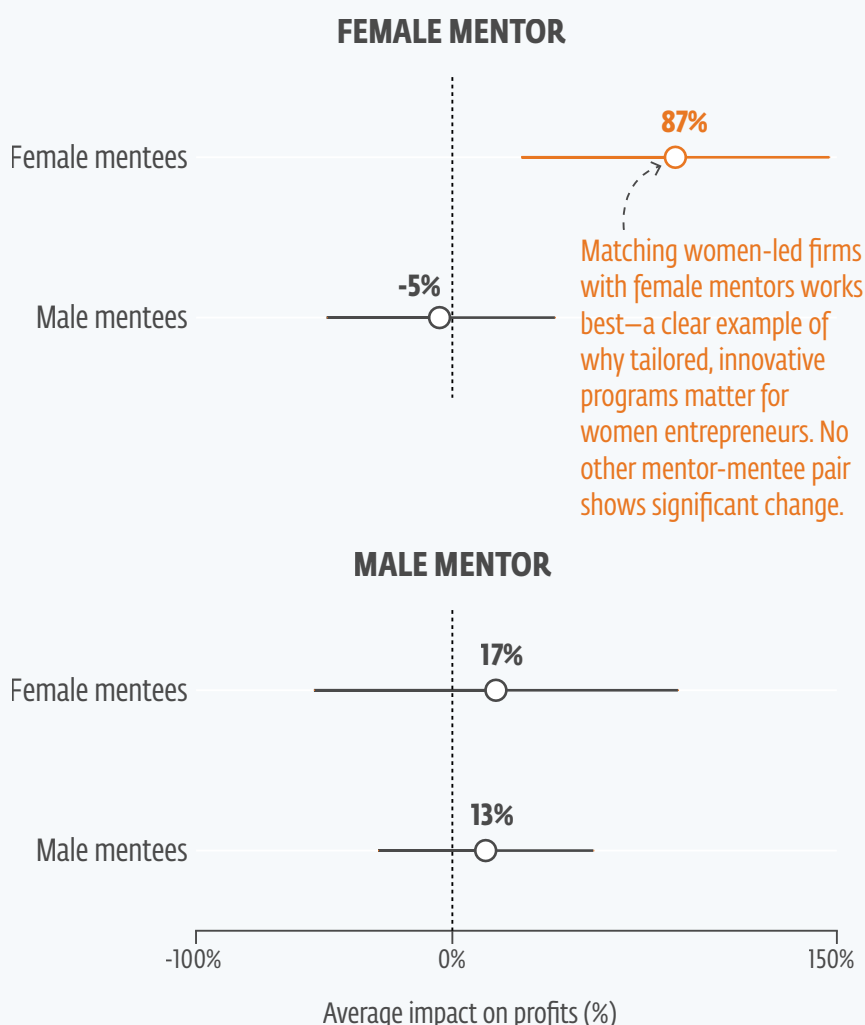 FEMALE MENTOR
87%
Female mentees
-5%
Male mentees
Matching women-led firms
with female mentors works
best—a clear example of
why tailored, innovative
programs matter for
women entrepreneurs. No
other mentor-mentee pair
shows significant change.
MALE MENTOR
17%
Female mentees
13%
Male mentees
-100% 0% 150%
Average impact on profits (%)